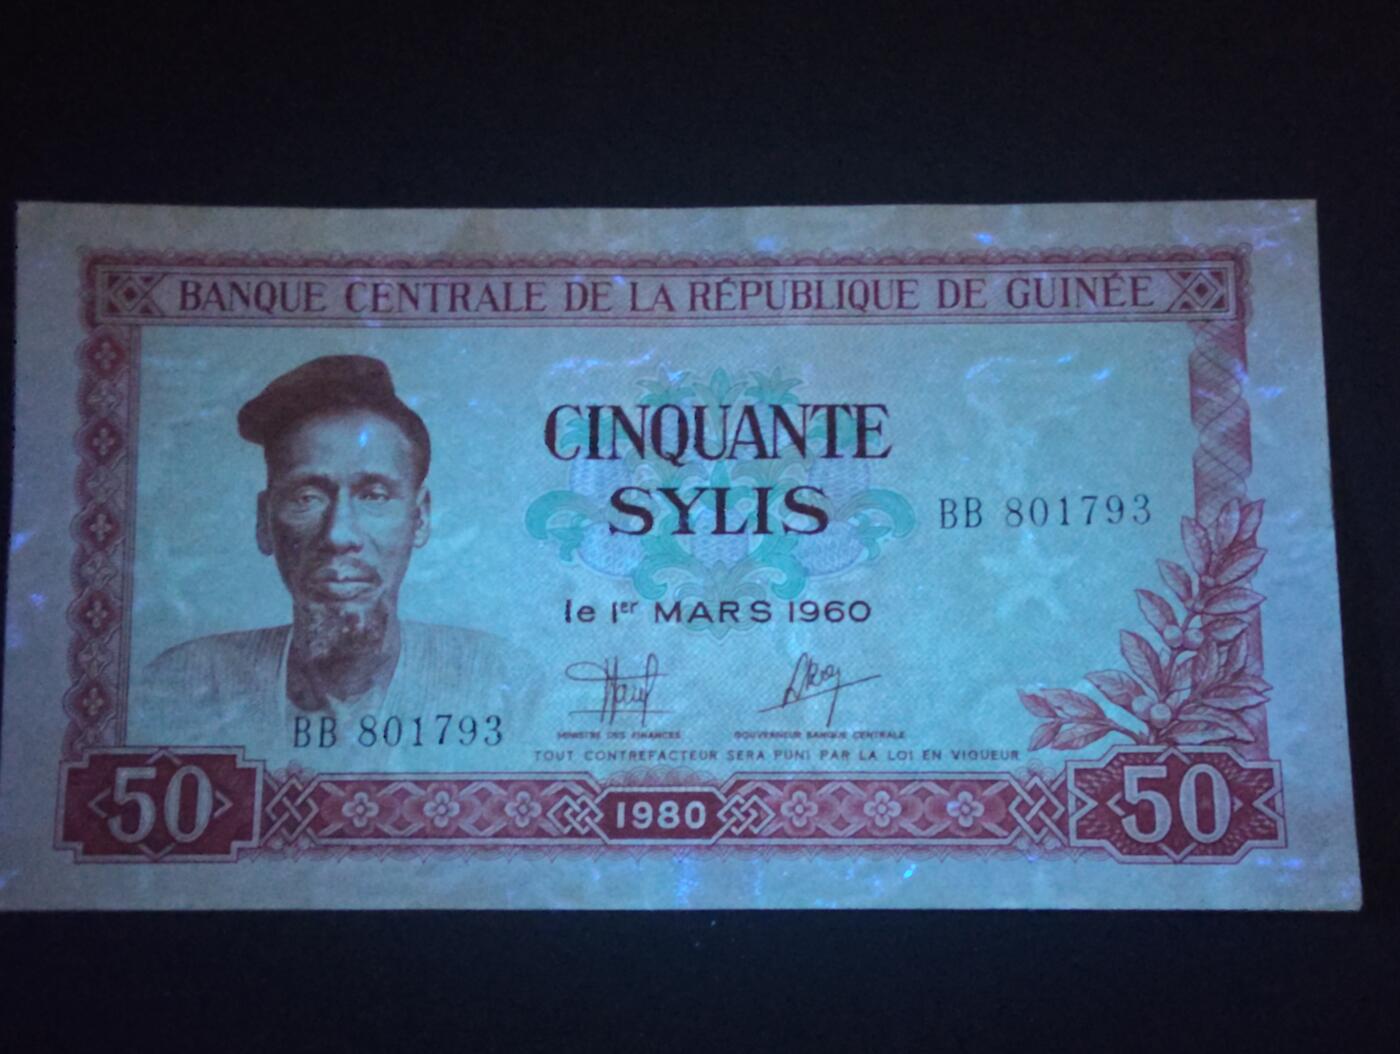 BANQUE CENTRALE DE LA RÉPUBLIQUE DE GUINÉE
CINQUANTE
SYLIS
BB 801793
le 1er MARS 1960
BB 801793
MINISTRE DES FINANCES
GOUVERNEUR BANQUE CENTRALE
TOUT CONTREFACTEUR SERA PUNI PAR LA LOI EN VIGUEUR
50
1980
50